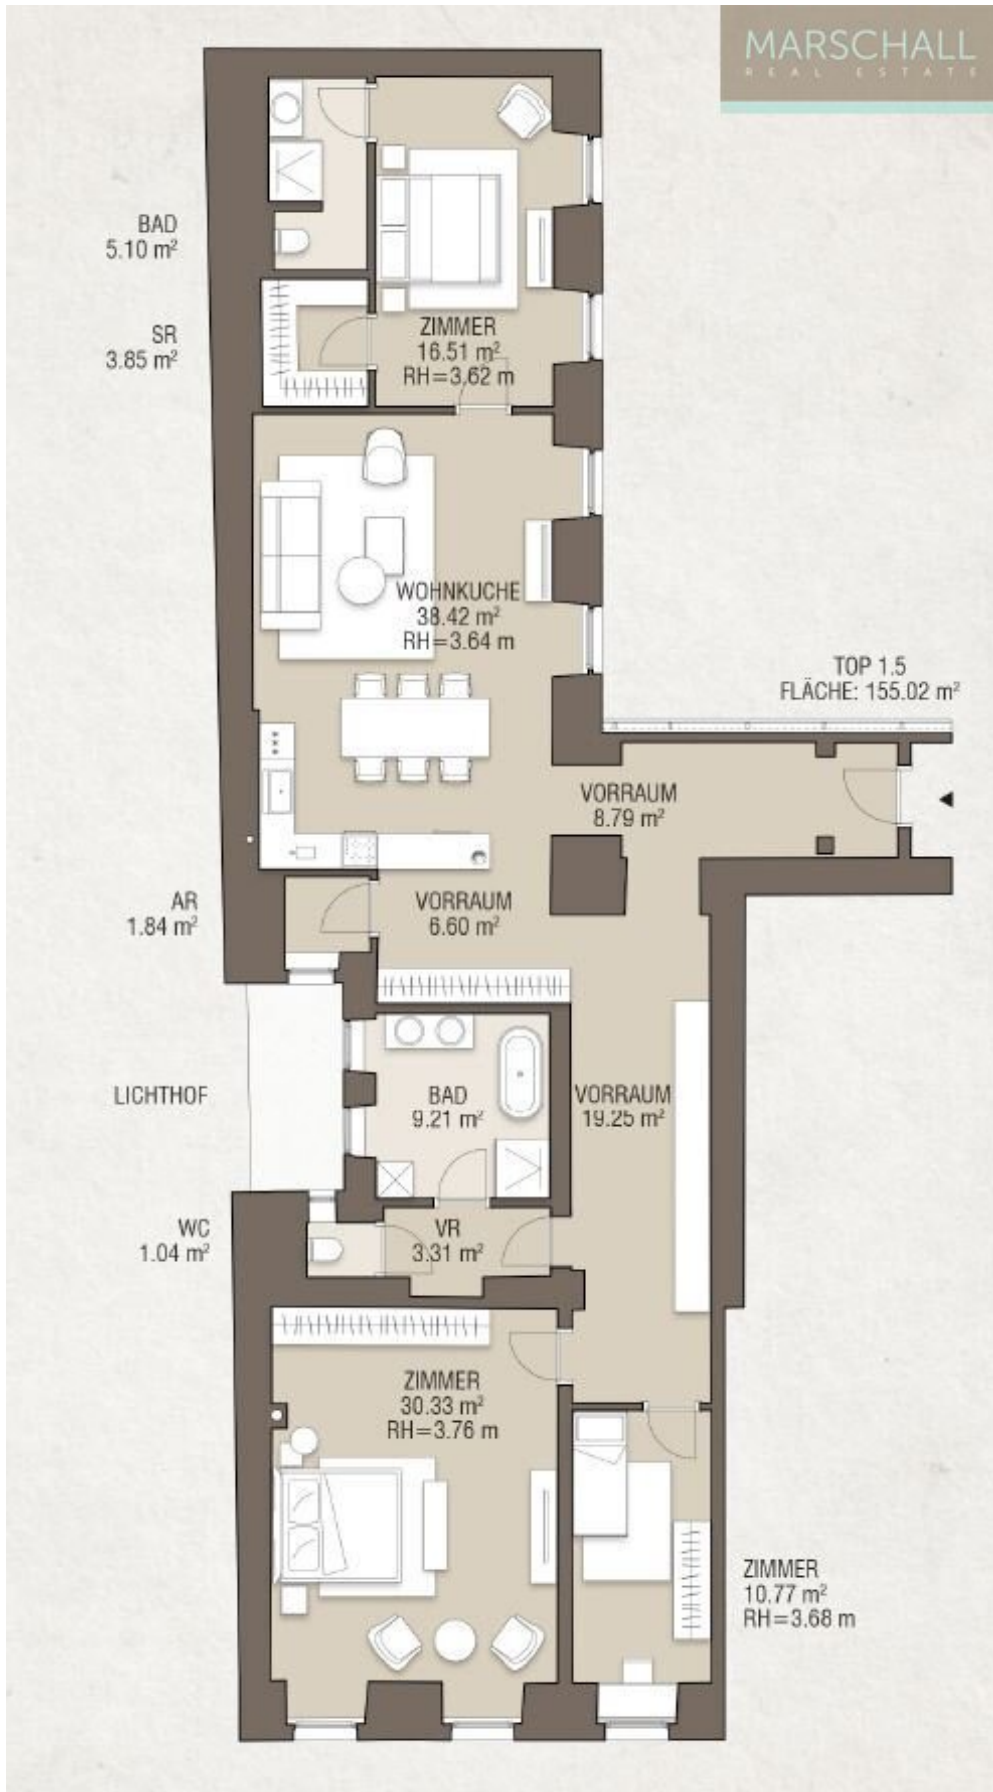 MARSCHALL
REAL ESTATE
BAD
5.10 m²
SR
3.85 m²
ZIMMER
16.51 m²
RH=3.62 m
WOHNKUCHE
38.42 m²
RH=3.64 m
TOP 1.5
FLÄCHE: 155.02 m²
VORRAUM
8.79 m²
AR
1.84 m²
VORRAUM
6.60 m²
LICHTHOF
BAD
9.21 m²
VORRAUM
19.25 m²
WC
1.04 m²
VR
3.31 m²
ZIMMER
30.33 m²
RH=3.76 m
ZIMMER
10.77 m²
RH=3.68 m